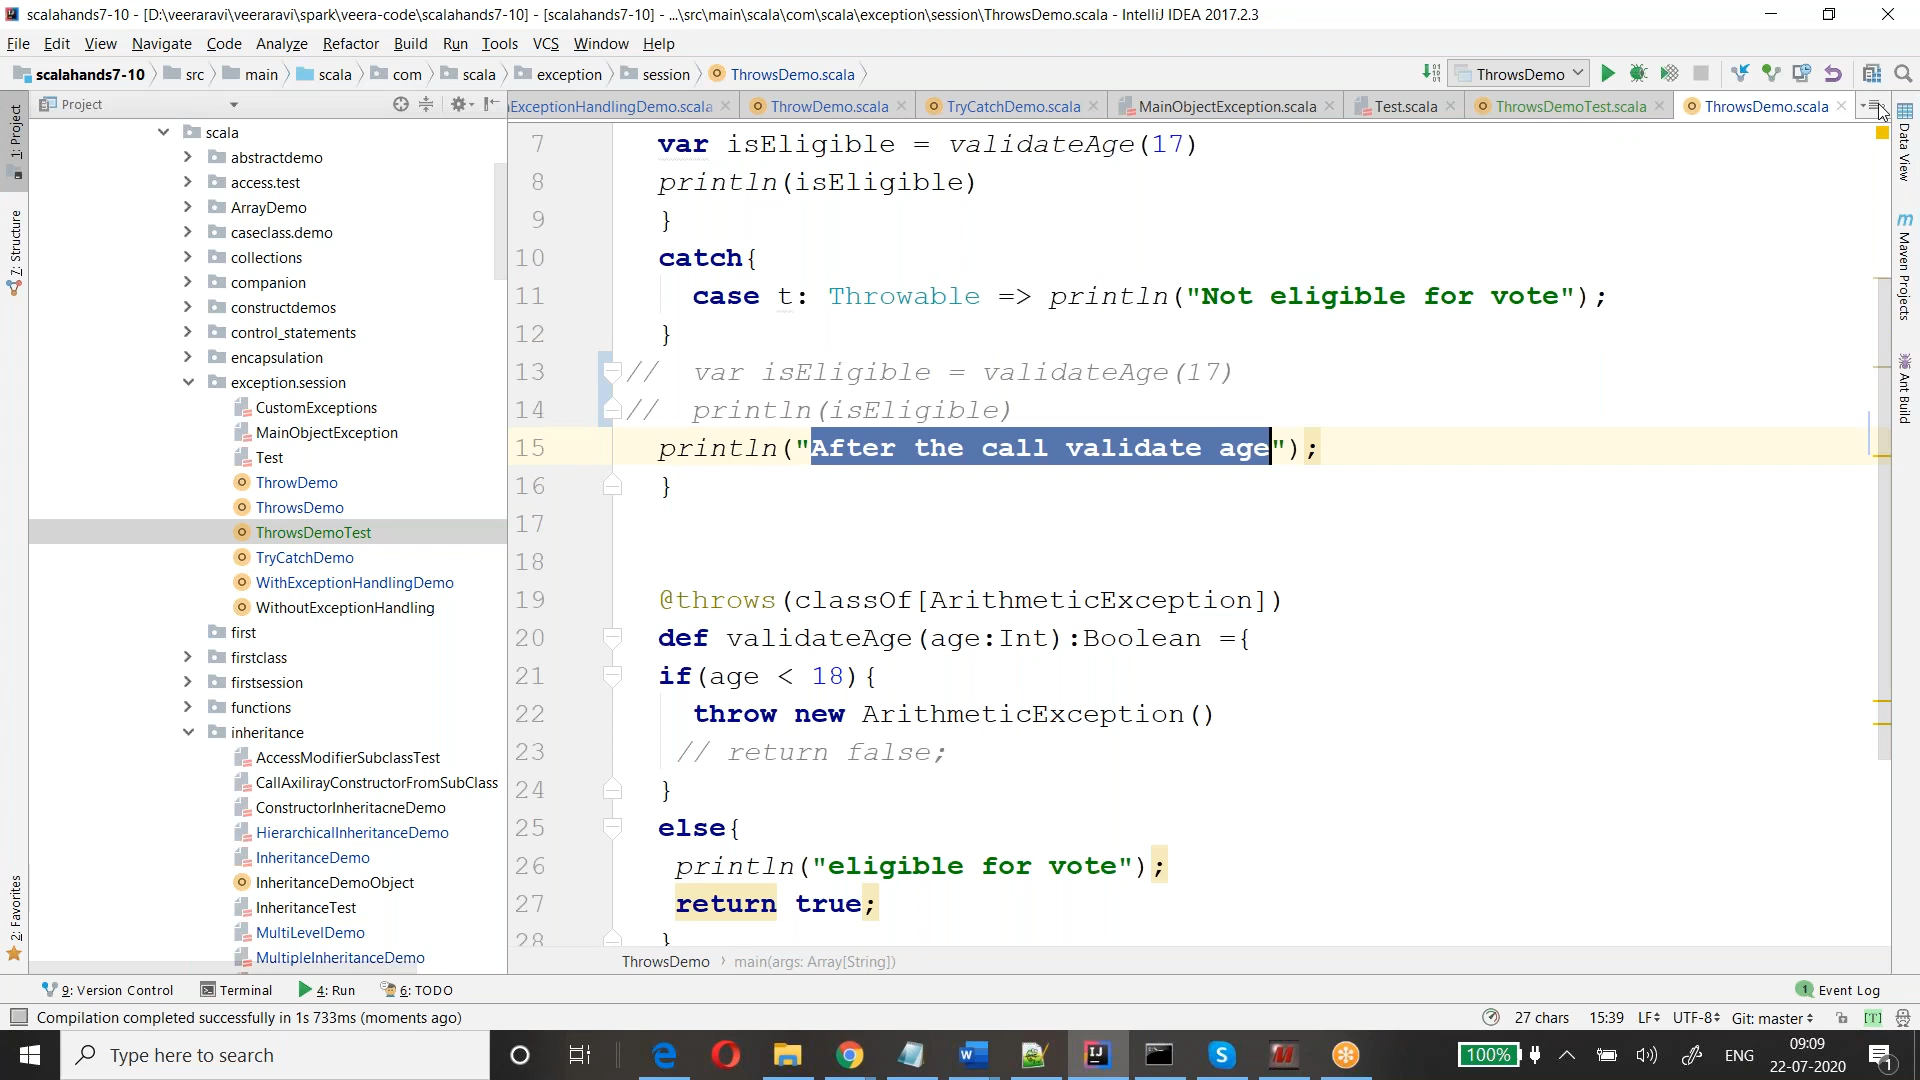 scalahands7-10 - [D:\veeraravi\veeraravi\spark\veera-code\scalahands7-10] - [scalahands7-10] - ...\src\main\scala\com\scala\exception\session\ThrowsDemo.scala - IntelliJ IDEA 2017.2.3
File Edit View Navigate Code Analyze Refactor Build Run Tools VCS Window Help
scalahands7-10 src main scala com scala exception session ThrowsDemo.scala ThrowsDemo
Project
ExceptionHandlingDemo.scala ThrowDemo.scala TryCatchDemo.scala MainObjectException.scala Test.scala ThrowsDemoTest.scala ThrowsDemo.scala
1: Project
7: Structure
2: Favorites
scala
abstractdemo
access.test
ArrayDemo
caseclass.demo
collections
companion
constructdemos
control_statements
encapsulation
exception.session
CustomExceptions
MainObjectException
Test
ThrowDemo
ThrowsDemo
ThrowsDemoTest
TryCatchDemo
WithExceptionHandlingDemo
WithoutExceptionHandling
first
firstclass
firstsession
functions
inheritance
AccessModifierSubclassTest
CallAxilirayConstructorFromSubClass
ConstructorInheritacneDemo
HierarchicalInheritanceDemo
InheritanceDemo
InheritanceDemoObject
InheritanceTest
MultiLevelDemo
MultipleInheritanceDemo
7 var isEligible = validateAge(17)
8 println(isEligible)
9 }
10 catch{
11 case t: Throwable => println("Not eligible for vote");
12 }
13 // var isEligible = validateAge(17)
14 // println(isEligible)
15 println("After the call validate age");
16 }
17
18
19 @throws(classOf[ArithmeticException])
20 def validateAge(age:Int):Boolean ={
21 if(age < 18){
22 throw new ArithmeticException()
23 // return false;
24 }
25 else{
26 println("eligible for vote");
27 return true;
28 }
ThrowsDemo main(args: Array[String])
Data View
Maven Projects
Ant Build
9: Version Control Terminal 4: Run 6: TODO 1 Event Log
Compilation completed successfully in 1s 733ms (moments ago) 27 chars 15:39 LF UTF-8 Git: master [T]
Type here to search 100% ENG 09:09
22-07-2020 1